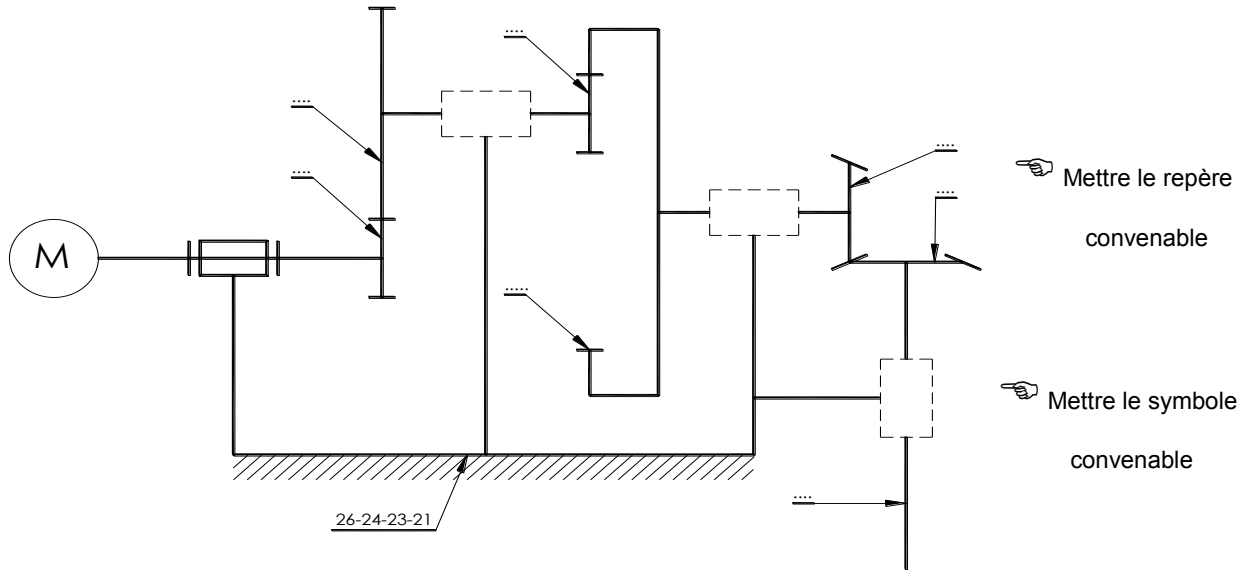 ....
....
....
....
....
Mettre le repère
....
convenable
M
.....
Mettre le symbole
convenable
....
26-24-23-21